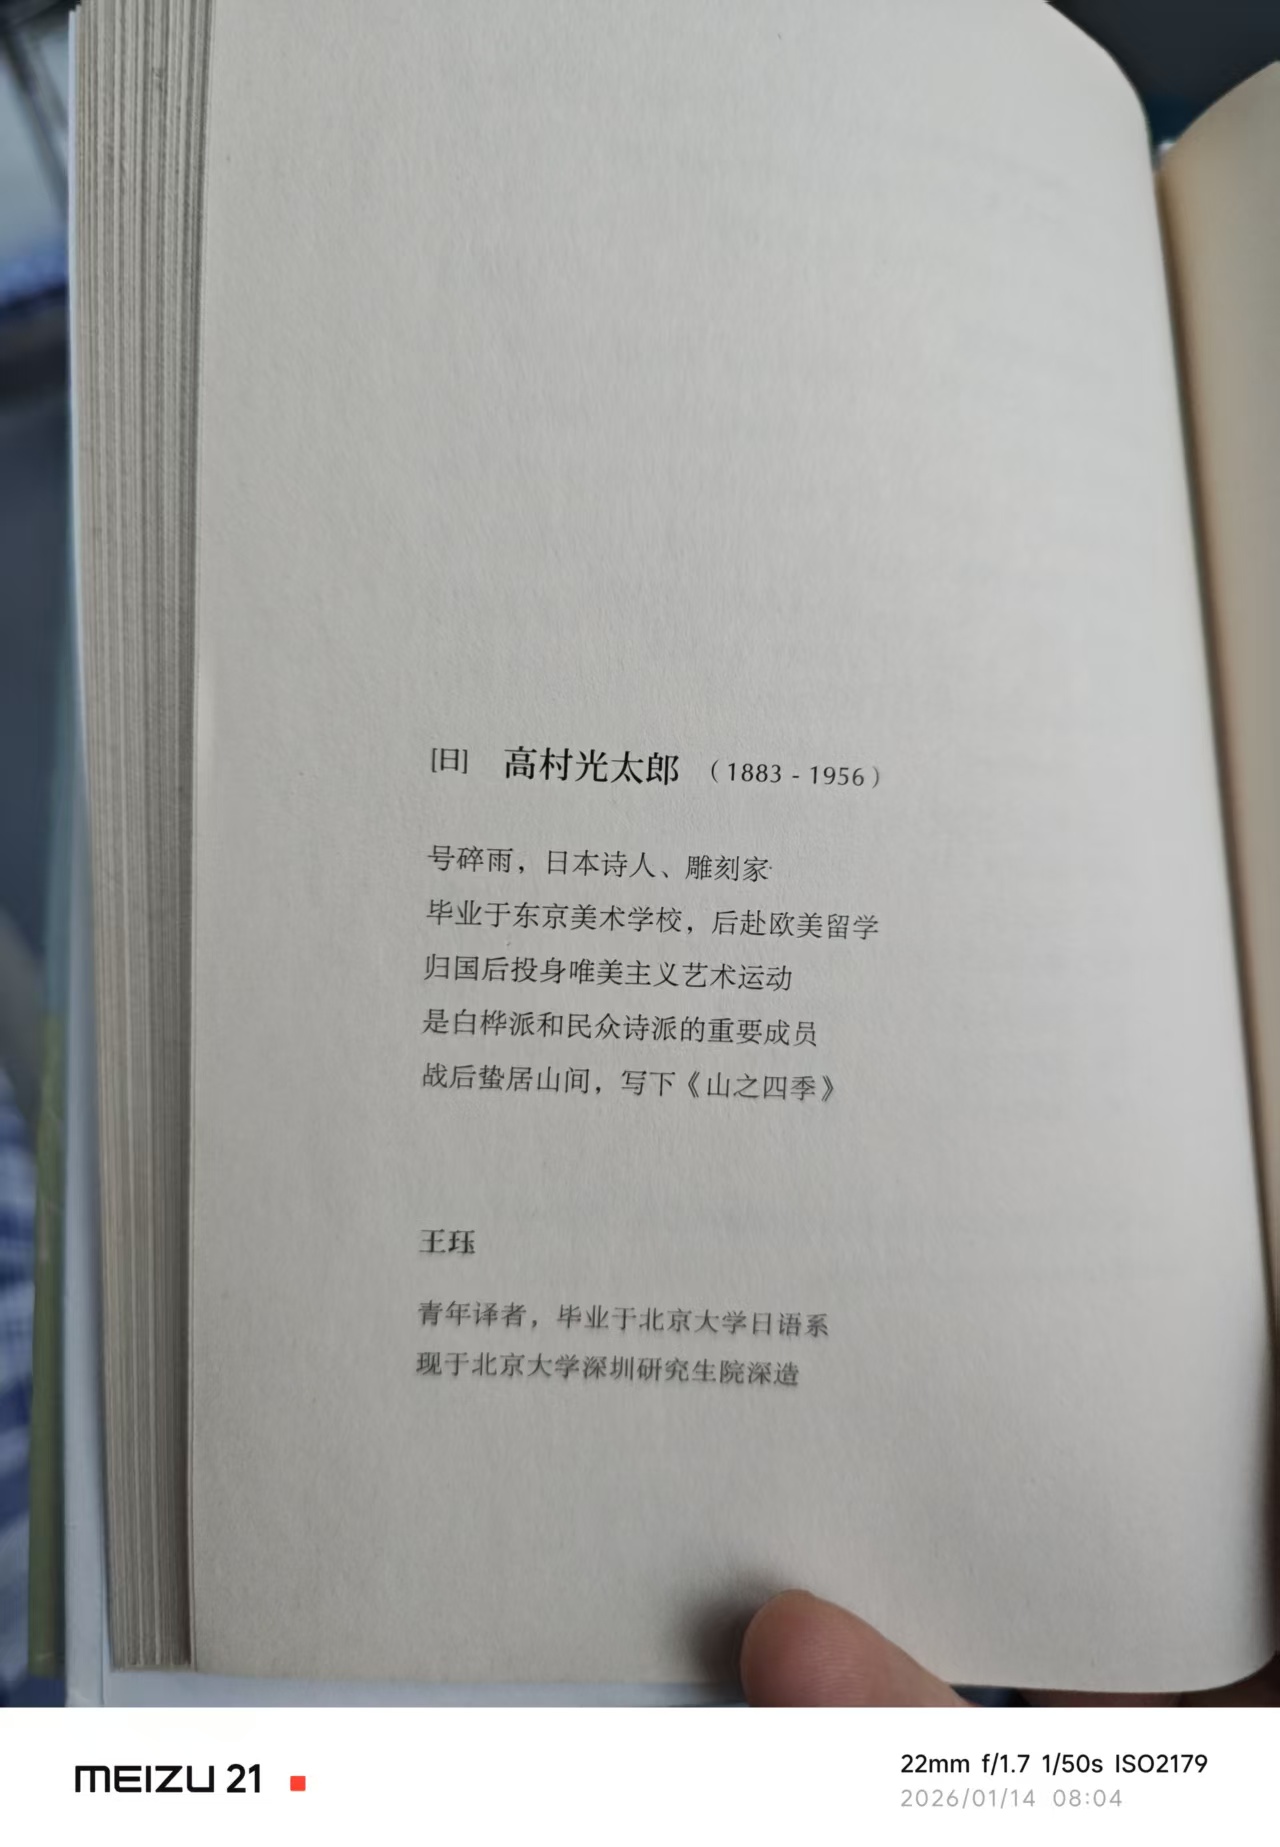 [日] 高村光太郎 （1883 - 1956）
号碎雨，日本诗人、雕刻家
毕业于东京美术学校，后赴欧美留学
归国后投身唯美主义艺术运动
是白桦派和民众诗派的重要成员
战后蛰居山间，写下《山之四季》
王珏
青年译者，毕业于北京大学日语系
现于北京大学深圳研究生院深造
MEIZU 21
22mm f/1.7 1/50s ISO2179
2026/01/14 08:04